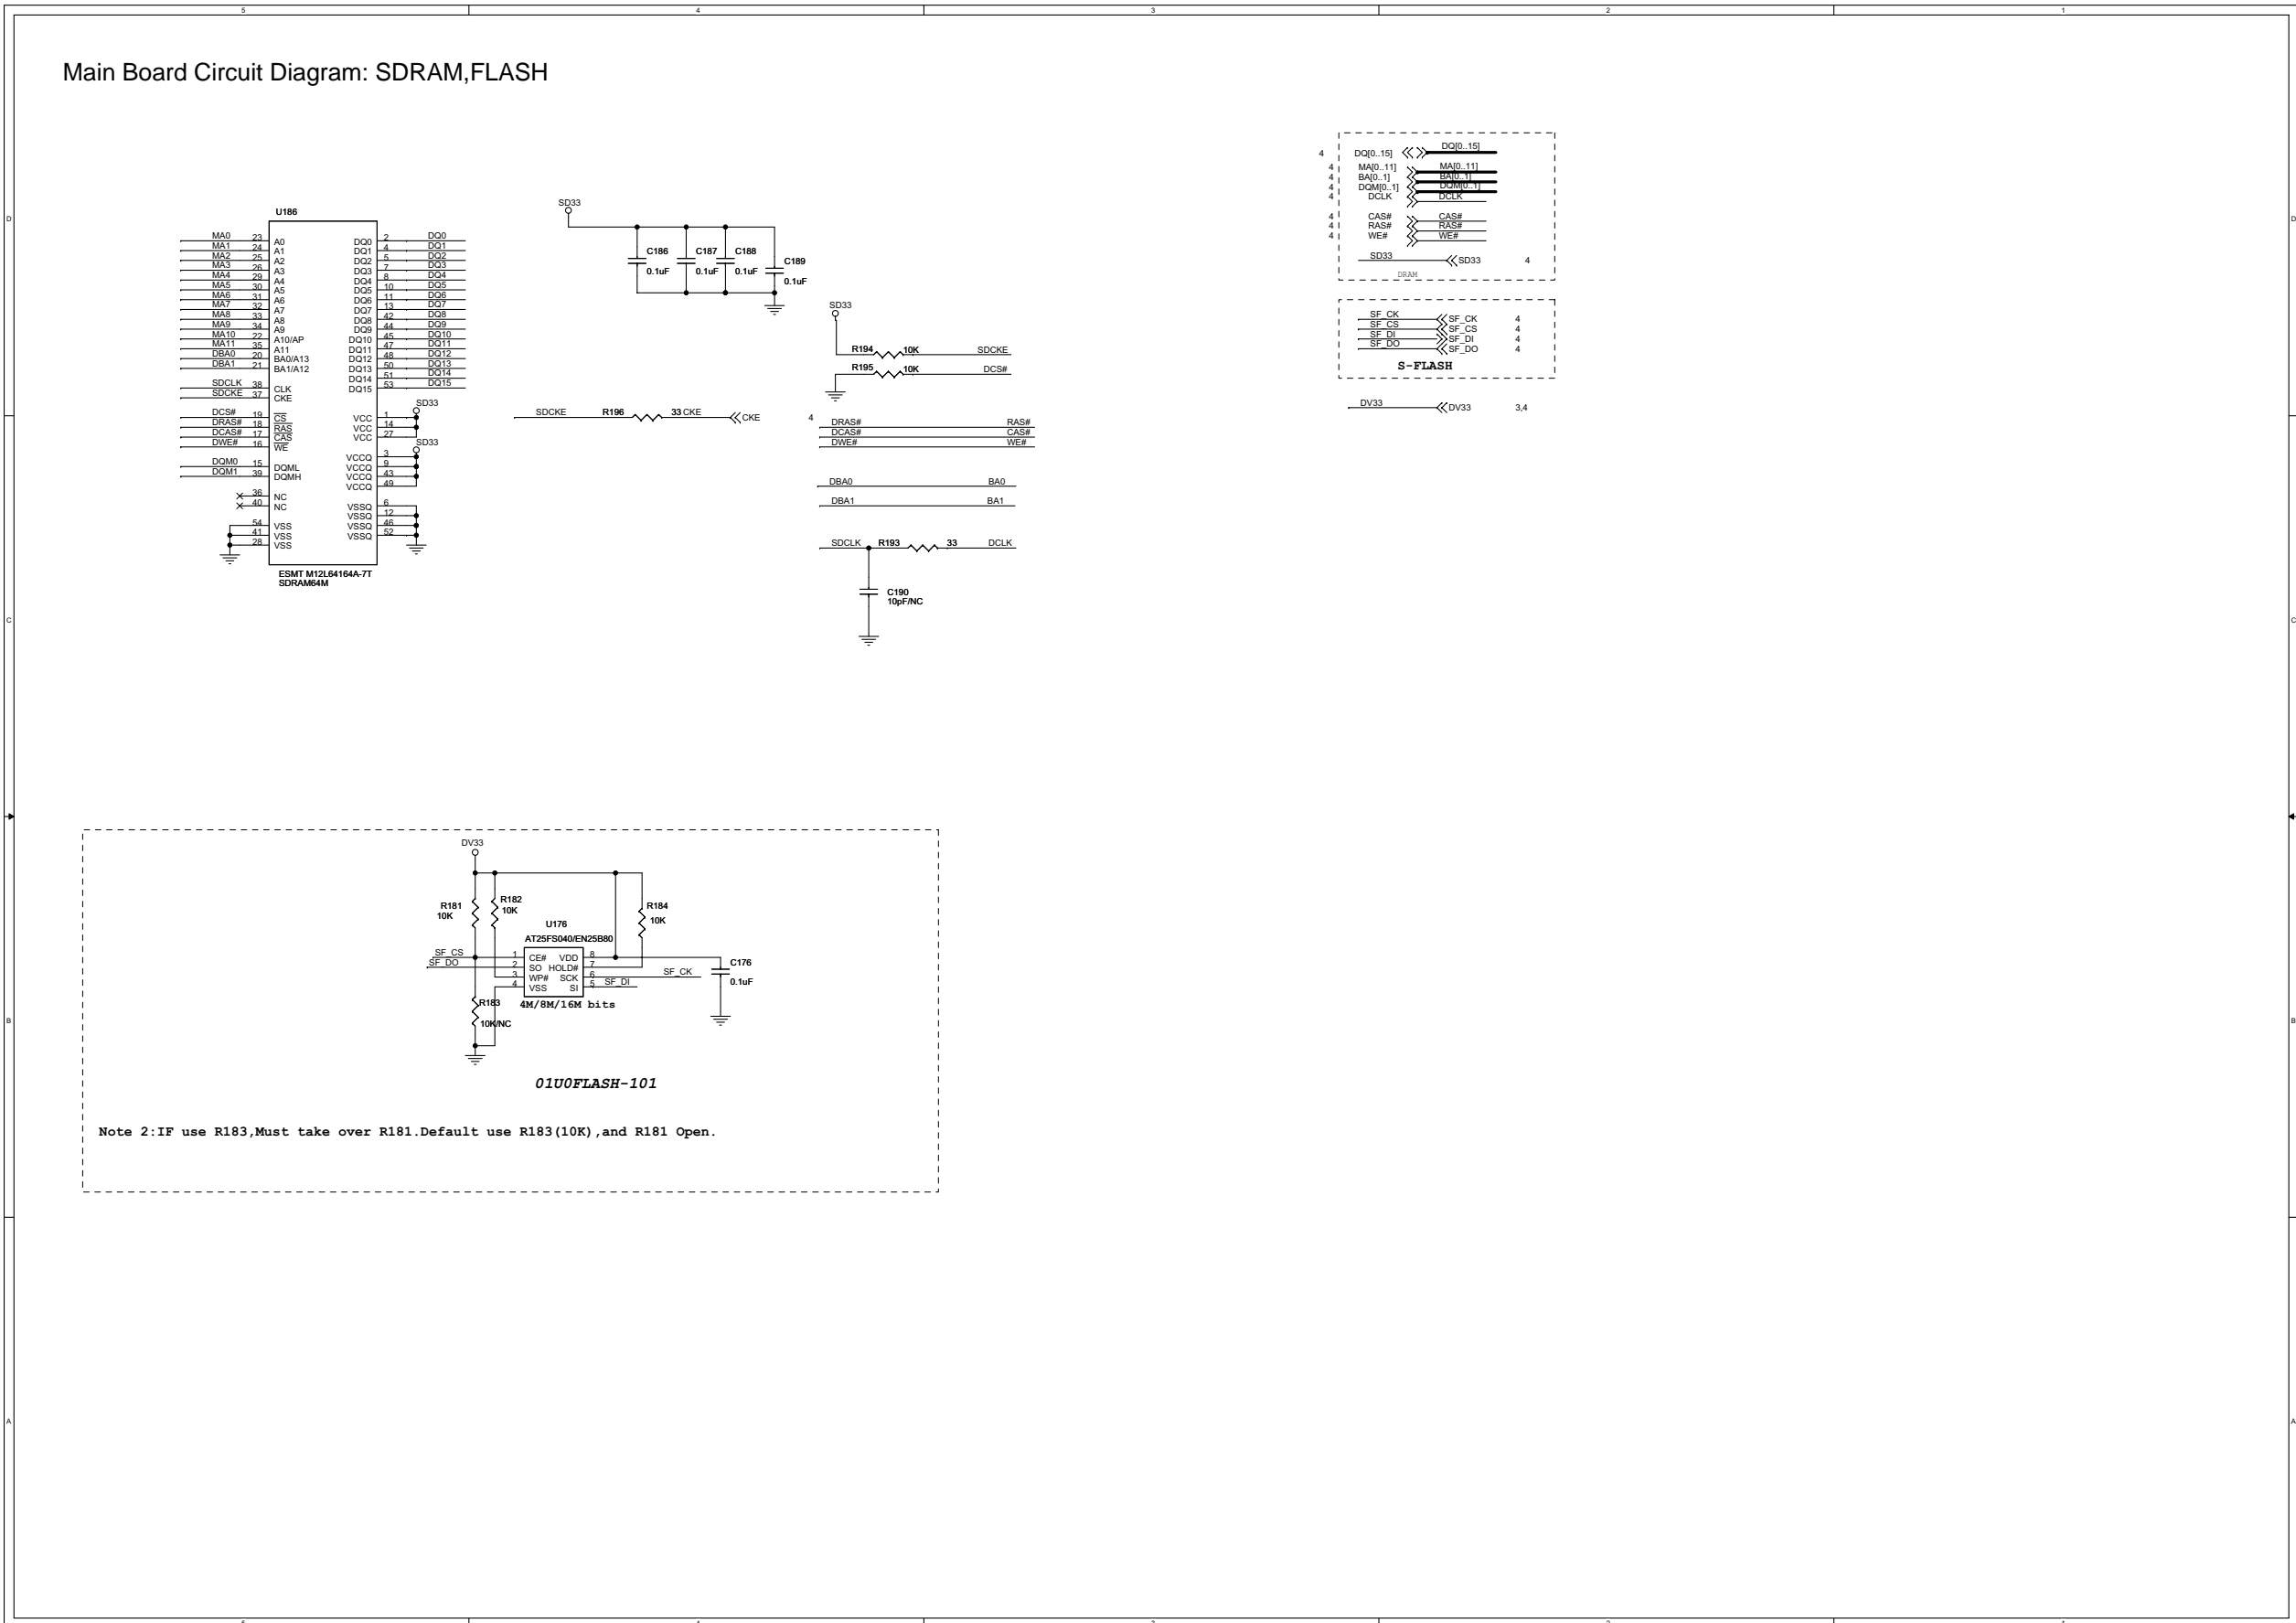 5 4 3 2 1
Main Board Circuit Diagram: SDRAM,FLASH
D
D
C
C
B
B
A
A
U186
MA0 23 A0
MA1 24 A1
MA2 25 A2
MA3 26 A3
MA4 29 A4
MA5 30 A5
MA6 31 A6
MA7 32 A7
MA8 33 A8
MA9 34 A9
MA10 22 A10/AP
MA11 35 A11
DBA0 20 BA0/A13
DBA1 21 BA1/A12
SDCLK 38 CLK
SDCKE 37 CKE
DCS# 19 CS
DRAS# 18 RAS
DCAS# 17 CAS
DWE# 16 WE
DQM0 15 DQML
DQM1 39 DQMH
36 NC
40 NC
54 VSS
41 VSS
28 VSS
DQ0 2 DQ0
DQ1 4 DQ1
DQ2 5 DQ2
DQ3 7 DQ3
DQ4 8 DQ4
DQ5 10 DQ5
DQ6 11 DQ6
DQ7 13 DQ7
DQ8 42 DQ8
DQ9 44 DQ9
DQ10 45 DQ10
DQ11 47 DQ11
DQ12 48 DQ12
DQ13 50 DQ13
DQ14 51 DQ14
DQ15 53 DQ15
SD33
VCC 1
VCC 14
VCC 27
SD33
VCCQ 3
VCCQ 9
VCCQ 43
VCCQ 49
VSSQ 6
VSSQ 12
VSSQ 46
VSSQ 52
ESMT M12L64164A-7T
SDRAM64M
SD33
C186
0.1uF
C187
0.1uF
C188
0.1uF
C189
0.1uF
SD33
R194 10K SDCKE
R195 10K DCS#
SDCKE R196 33 CKE CKE 4
DRAS# RAS#
DCAS# CAS#
DWE# WE#
DBA0 BA0
DBA1 BA1
SDCLK R193 33 DCLK
C190
10pF/NC
4 DQ[0..15] DQ[0..15]
4 MA[0..11] MA[0..11]
4 BA[0..1] BA[0..1]
4 DQM[0..1] DQM[0..1]
4 DCLK DCLK
4 CAS# CAS#
4 RAS# RAS#
4 WE# WE#
SD33 SD33 4
DRAM
SF_CK SF_CK 4
SF_CS SF_CS 4
SF_DI SF_DI 4
SF_DO SF_DO 4
S-FLASH
DV33 DV33 3,4
DV33
R181
10K
R182
10K
R184
10K
U176
AT25FS040/EN25B80
SF_CS 1 CE# VDD 8
SF_DO 2 SO HOLD# 7
3 WP# SCK 6 SF_CK
4 VSS SI 5 SF_DI
4M/8M/16M bits
C176
0.1uF
R183
10K/NC
01U0FLASH-101
Note 2:IF use R183,Must take over R181.Default use R183(10K),and R181 Open.
5 4 3 2 1